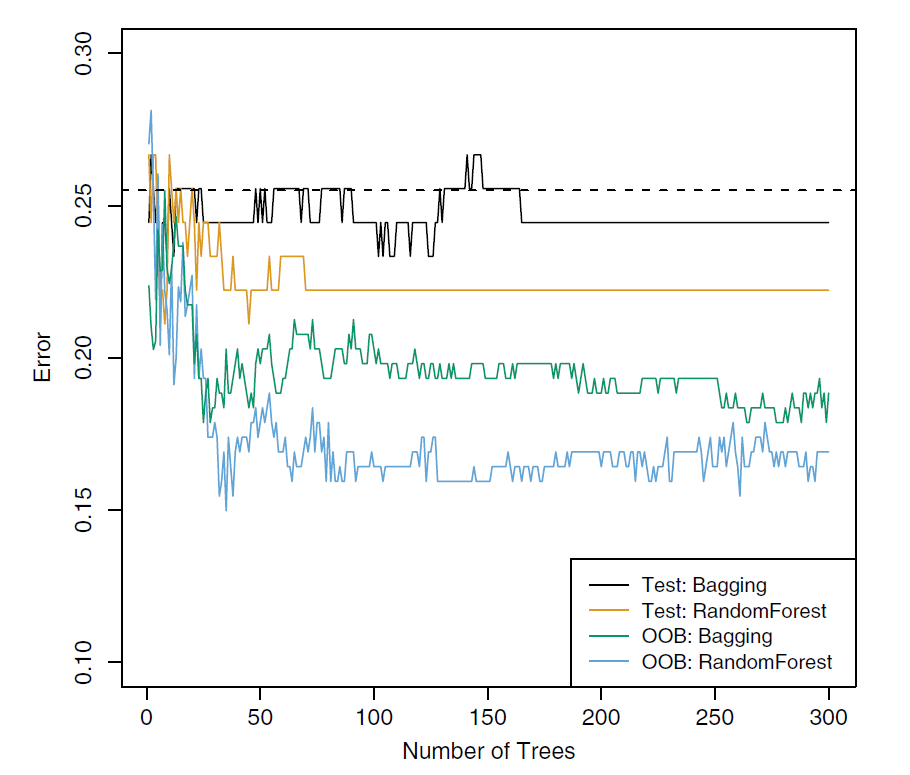 0.30
0.25
0.20
0.15
0.10
Error
0 50 100 150 200 250 300
Number of Trees
Test: Bagging
Test: RandomForest
OOB: Bagging
OOB: RandomForest